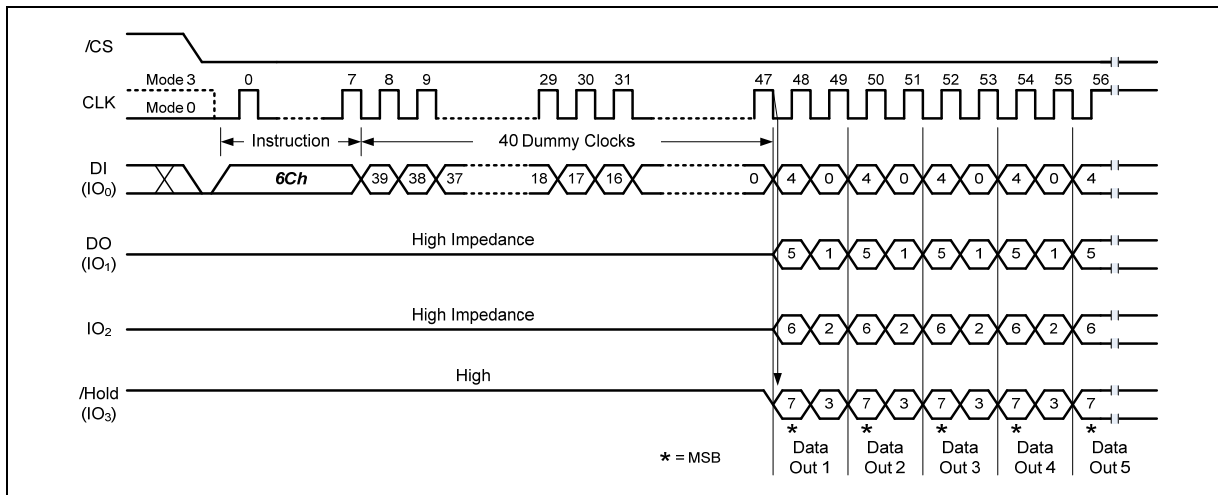 /CS
Mode 3 0 7 8 9 29 30 31 47 48 49 50 51 52 53 54 55 56
CLK
Mode 0
Instruction 40 Dummy Clocks
DI
(IO0)
6Ch 39 38 37 18 17 16 0 4 0 4 0 4 0 4 0 4
DO
(IO1)
High Impedance 5 1 5 1 5 1 5 1 5
IO2
High Impedance 6 2 6 2 6 2 6 2 6
/Hold
(IO3)
High 7 3 7 3 7 3 7 3 7
* * * * *
* = MSB
Data Out 1
Data Out 2
Data Out 3
Data Out 4
Data Out 5